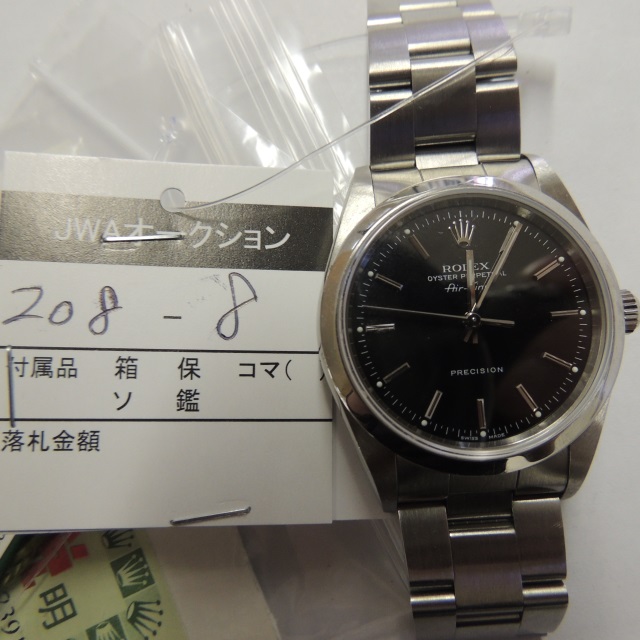 JWAオークション
208 - 8
付属品 箱 保 コマ(
ソ 鑑
落札金額
ROLEX
OYSTER PERPETUAL
Air-King
PRECISION
SWISS MADE
明